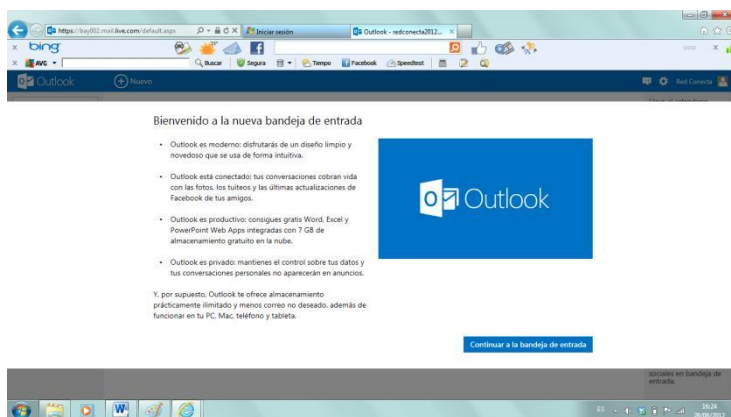 https://bay002.mail.live.com/default.aspx
Iniciar sesión
Outlook - redconecta2012...
bing
AVG
Buscar
Segura
Tiempo
Facebook
Speedtest
Outlook
Nuevo
Red Conecta
Bienvenido a la nueva bandeja de entrada
• Outlook es moderno: disfrutarás de un diseño limpio y
novedoso que se usa de forma intuitiva.
• Outlook está conectado: tus conversaciones cobran vida
con las fotos, los tuiteos y las últimas actualizaciones de
Facebook de tus amigos.
• Outlook es productivo: consigues gratis Word, Excel y
PowerPoint Web Apps integradas con 7 GB de
almacenamiento gratuito en la nube.
• Outlook es privado: mantienes el control sobre tus datos y
tus conversaciones personales no aparecerán en anuncios.
Y, por supuesto, Outlook te ofrece almacenamiento
prácticamente ilimitado y menos correo no deseado, además de
funcionar en tu PC, Mac, teléfono y tableta.
Outlook
Continuar a la bandeja de entrada
sociales en bandeja de
entrada.
ES
16:24